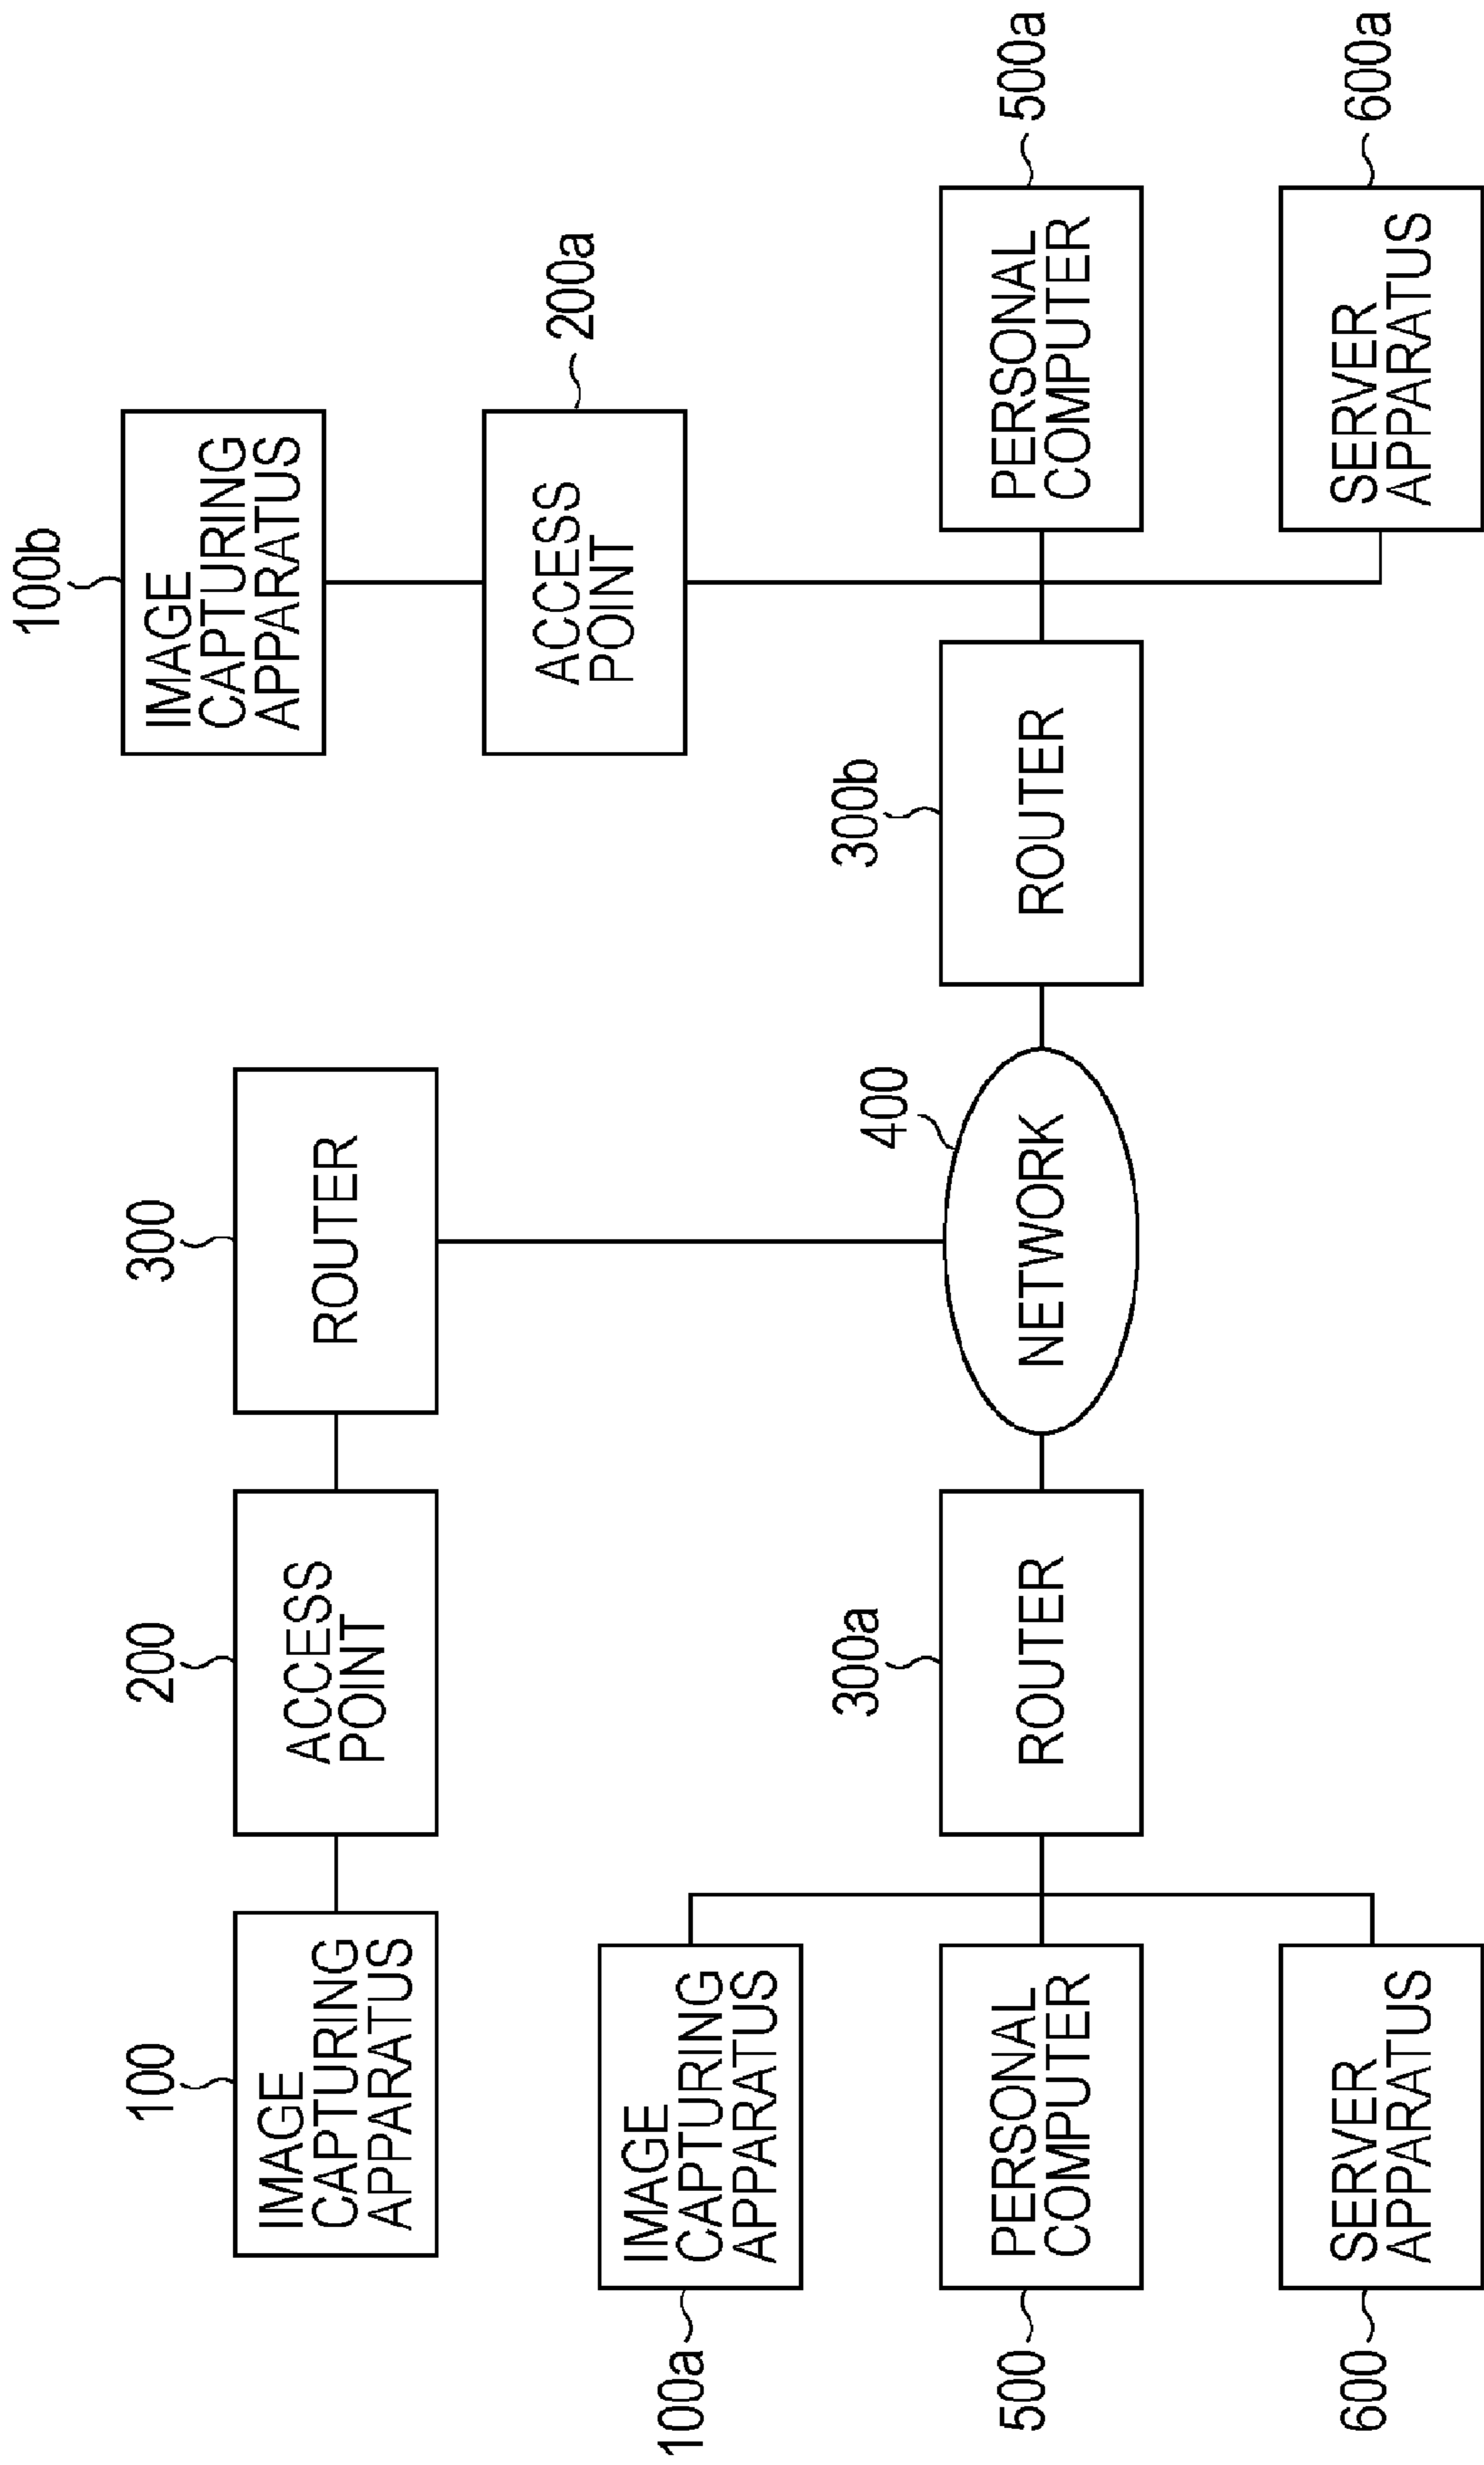 100
IMAGE
CAPTURING
APPARATUS
200
ACCESS
POINT
300
ROUTER
100b
IMAGE
CAPTURING
APPARATUS
200a
ACCESS
POINT
100a
IMAGE
CAPTURING
APPARATUS
500
PERSONAL
COMPUTER
600
SERVER
APPARATUS
300a
ROUTER
400
NETWORK
300b
ROUTER
500a
PERSONAL
COMPUTER
600a
SERVER
APPARATUS